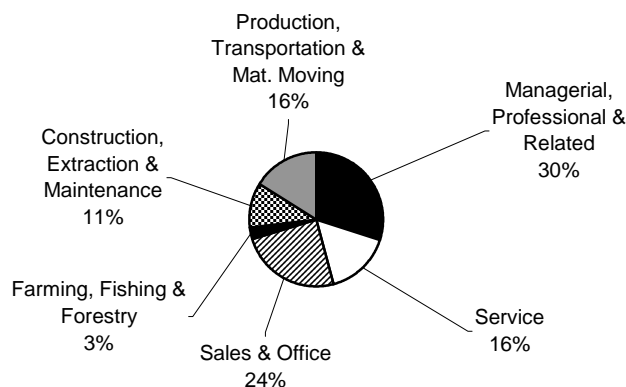 Production,
Transportation &
Mat. Moving
16%
Managerial,
Professional &
Related
30%
Construction,
Extraction &
Maintenance
11%
Farming, Fishing &
Forestry
3%
Sales & Office
24%
Service
16%